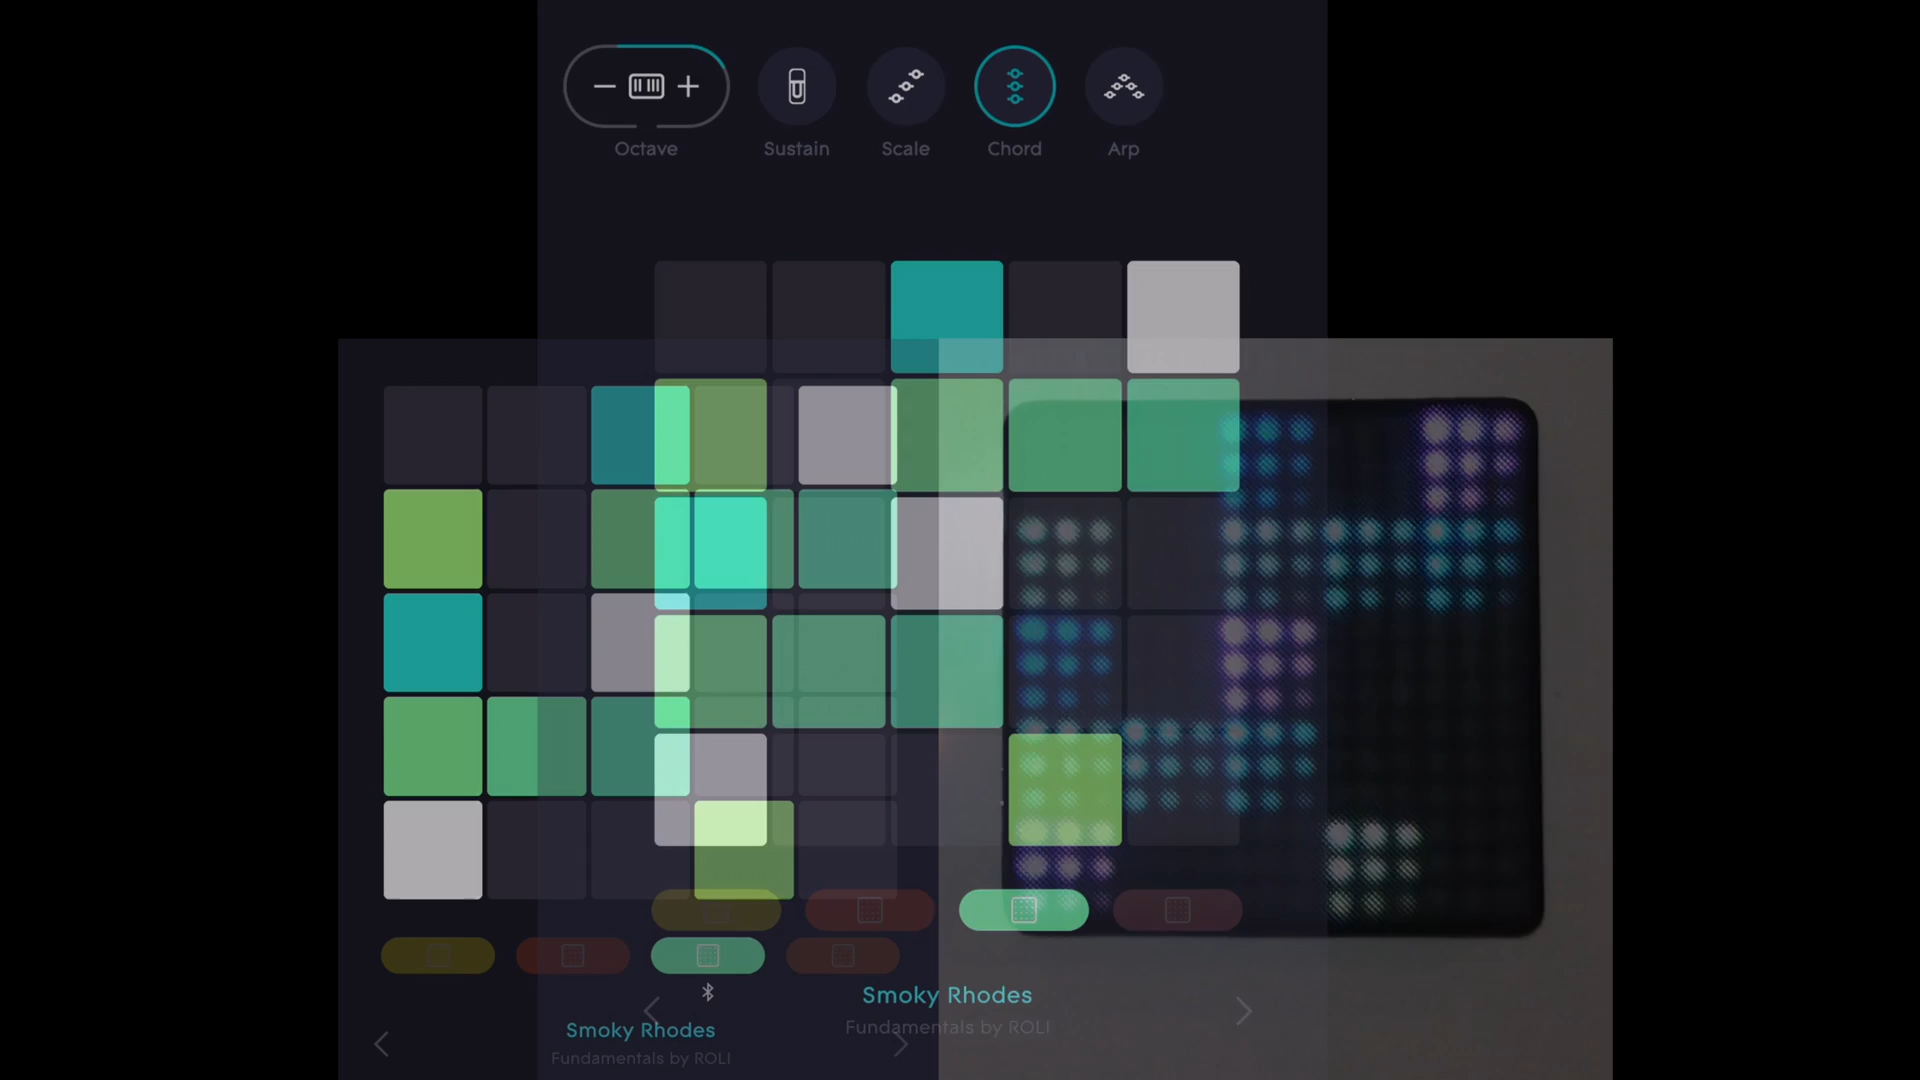 Octave
Sustain
Scale
Chord
Arp
Smoky Rhodes
Fundamentals by ROLI
Smoky Rhodes
Fundamentals by ROLI